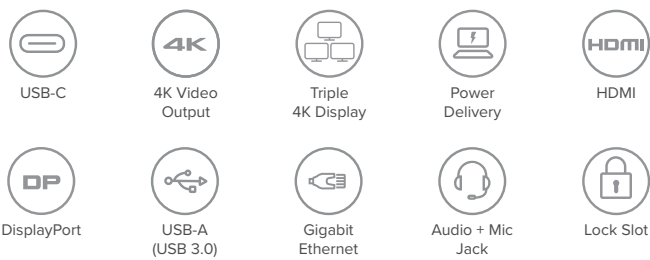 4K
HDMI
USB-C
4K Video
Output
Triple
4K Display
Power
Delivery
HDMI
DP
DisplayPort
USB-A
(USB 3.0)
Gigabit
Ethernet
Audio + Mic
Jack
Lock Slot